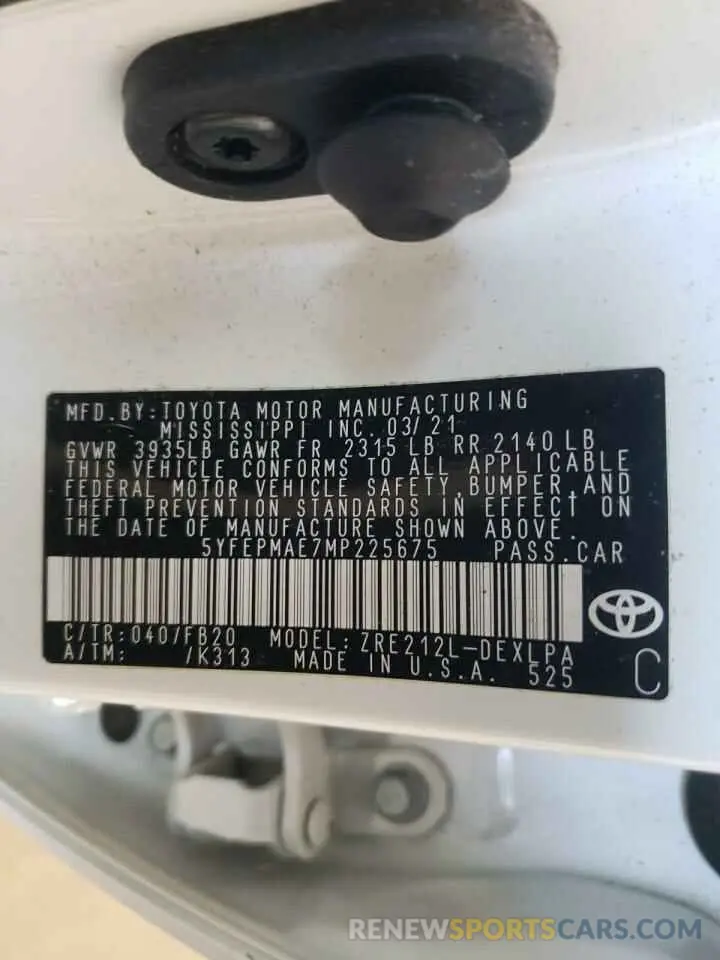 MFD. BY: TOYOTA MOTOR MANUFACTURING
MISSISSIPPI INC. 03/21
GVWR 3935LB GAWR FR 2315 LB RR 2140 LB
THIS VEHICLE CONFORMS TO ALL APPLICABLE
FEDERAL MOTOR VEHICLE SAFETY, BUMPER, AND
THEFT PREVENTION STANDARDS IN EFFECT ON
THE DATE OF MANUFACTURE SHOWN ABOVE.
5YFEPMAE7MP225675 PASS. CAR
C/TR: 040/FB20 MODEL: ZRE212L-DEXLPA
A/TM: /K313 MADE IN U.S.A. 525
C
RENEWSPORTSCARS.COM